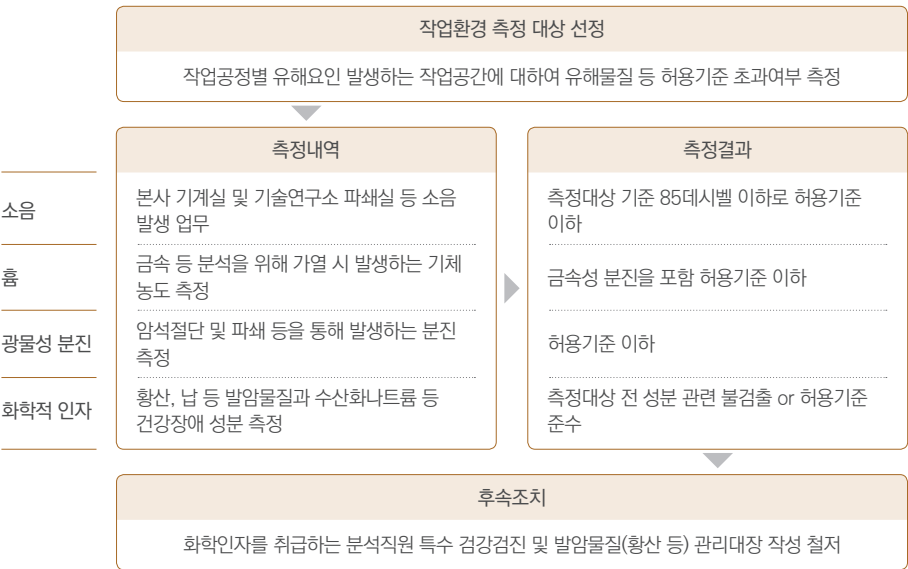 작업환경 측정 대상 선정
작업공정별 유해요인 발생하는 작업공간에 대하여 유해물질 등 허용기준 초과여부 측정
측정내역
측정결과
소음
본사 기계실 및 기술연구소 파쇄실 등 소음
발생 업무
측정대상 기준 85데시벨 이하로 허용기준
이하
흄
금속 등 분석을 위해 가열 시 발생하는 기체
농도 측정
금속성 분진을 포함 허용기준 이하
광물성 분진
암석절단 및 파쇄 등을 통해 발생하는 분진
측정
허용기준 이하
화학적 인자
황산, 납 등 발암물질과 수산화나트륨 등
건강장애 성분 측정
측정대상 전 성분 관련 불검출 or 허용기준
준수
후속조치
화학인자를 취급하는 분석직원 특수 검강검진 및 발암물질(황산 등) 관리대장 작성 철저